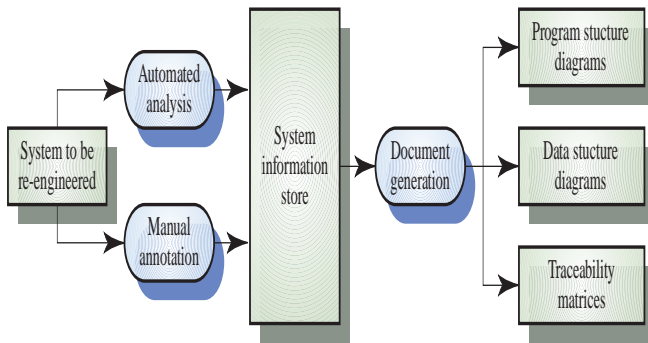 System to be
re-engineered
Automated
analysis
Manual
annotation
System
information
store
Document
generation
Program stucture
diagrams
Data stucture
diagrams
Traceability
matrices